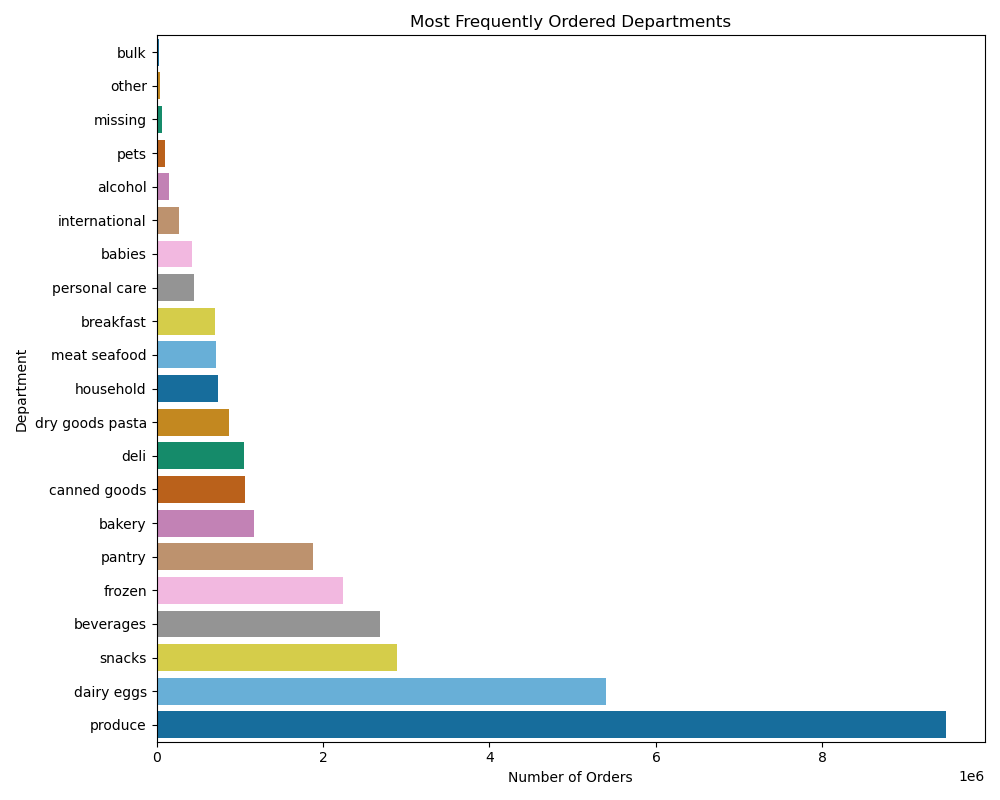 Most Frequently Ordered Departments
bulk
other
missing
pets
alcohol
international
babies
personal care
breakfast
meat seafood
household
dry goods pasta
deli
canned goods
bakery
pantry
frozen
beverages
snacks
dairy eggs
produce
Department
0 2 4 6 8
1e6
Number of Orders